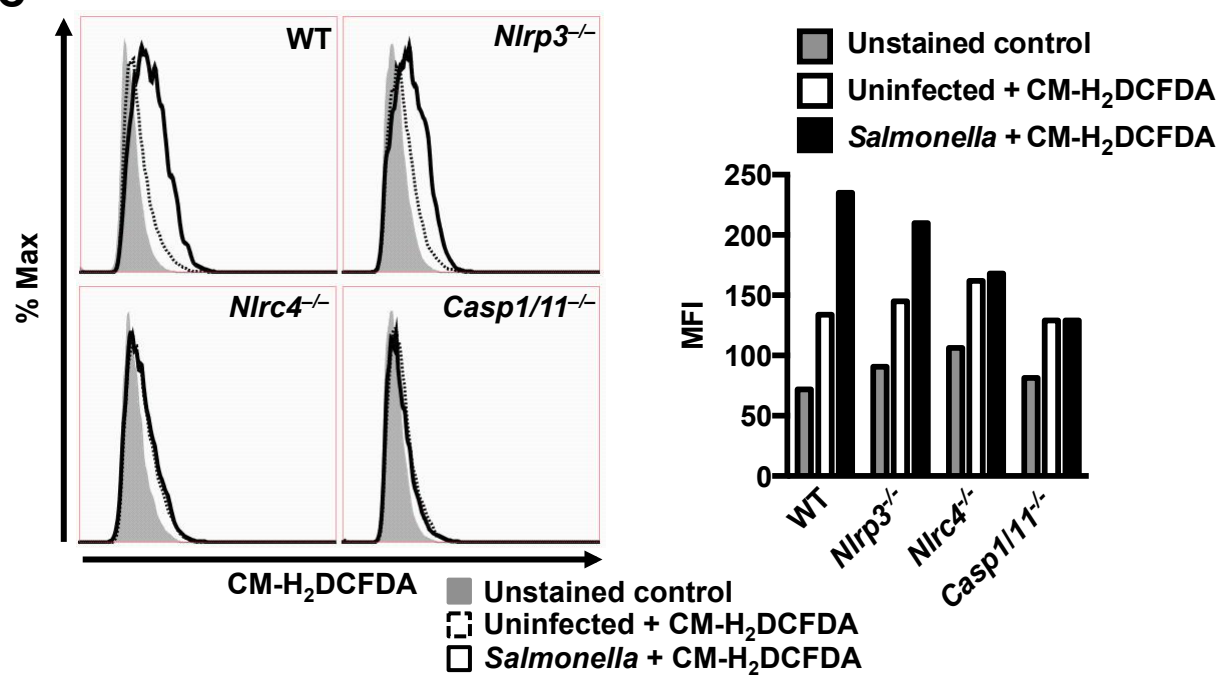 WT
Nlrp3–/–
Nlrc4–/–
Casp1/11–/–
% Max
CM-H2DCFDA
Unstained control
Uninfected + CM-H2DCFDA
Salmonella + CM-H2DCFDA
Unstained control
Uninfected + CM-H2DCFDA
Salmonella + CM-H2DCFDA
250
200
150
100
50
0
MFI
WT
Nlrp3-/-
Nlrc4-/-
Casp1/11-/-